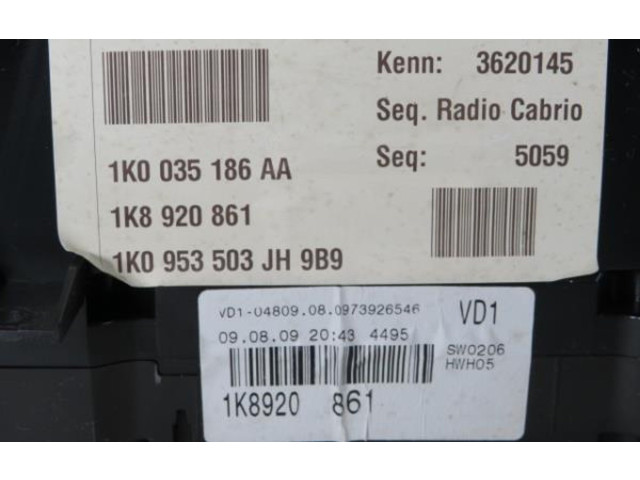 Kenn: 3620145
Seq. Radio Cabrio
Seq: 5059
1K0 035 186 AA
1K8 920 861
1K0 953 503 JH 9B9
VD1-04809.08.0973926546 VD1
09.08.09 20:43 4495
SW0206
HWH05
1K8920 861